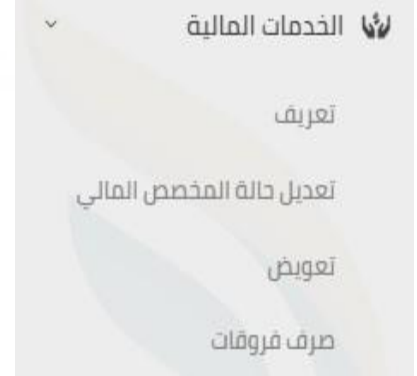 الخدمات المالية
تعريف
تعديل حالة المخصص المالي
تعويض
صرف فروقات